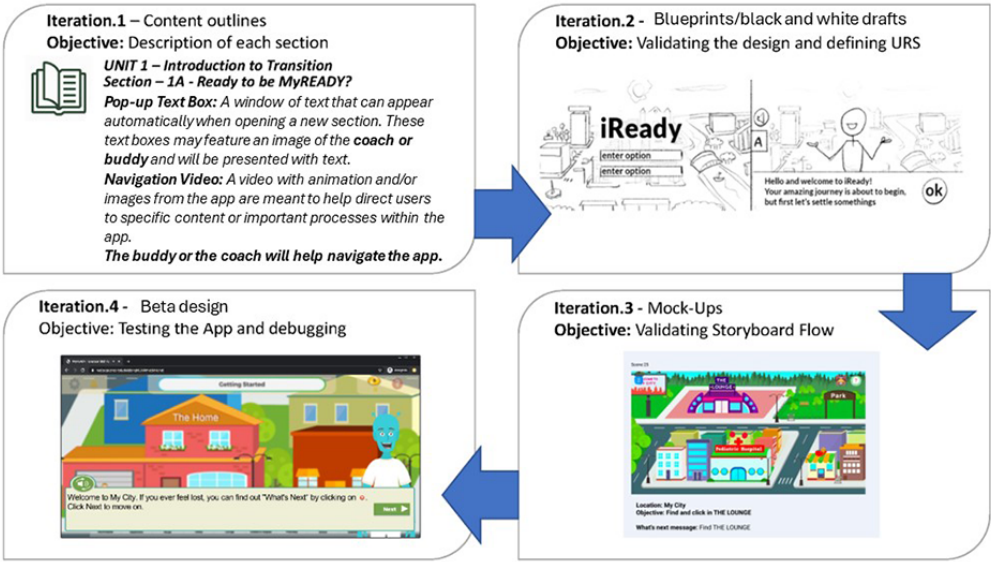 Iteration.1 – Content outlines
Objective: Description of each section
UNIT 1 – Introduction to Transition
Section – 1A - Ready to be MyREADY?
Pop-up Text Box: A window of text that can appear
automatically when opening a new section. These
text boxes may feature an image of the coach or
buddy and will be presented with text.
Navigation Video: A video with animation and/or
images from the app are meant to help direct users
to specific content or important processes within the
app.
The buddy or the coach will help navigate the app.
Iteration.2 - Blueprints/black and white drafts
Objective: Validating the design and defining URS
iReady
enter option
enter option
A
Hello and welcome to iReady!
Your amazing journey is about to begin,
but first let's settle somethings
ok
Iteration.4 - Beta design
Objective: Testing the App and debugging
Getting Started
The Home
Welcome to My City. If you ever feel lost, you can find out "What's Next" by clicking on
Click Next to move on.
Next
Iteration.3 - Mock-Ups
Objective: Validating Storyboard Flow
THE
LOUNGE
Park
Pediatric Hospital
Location: My City
Objective: Find and click in THE LOUNGE
What's next message: Find THE LOUNGE